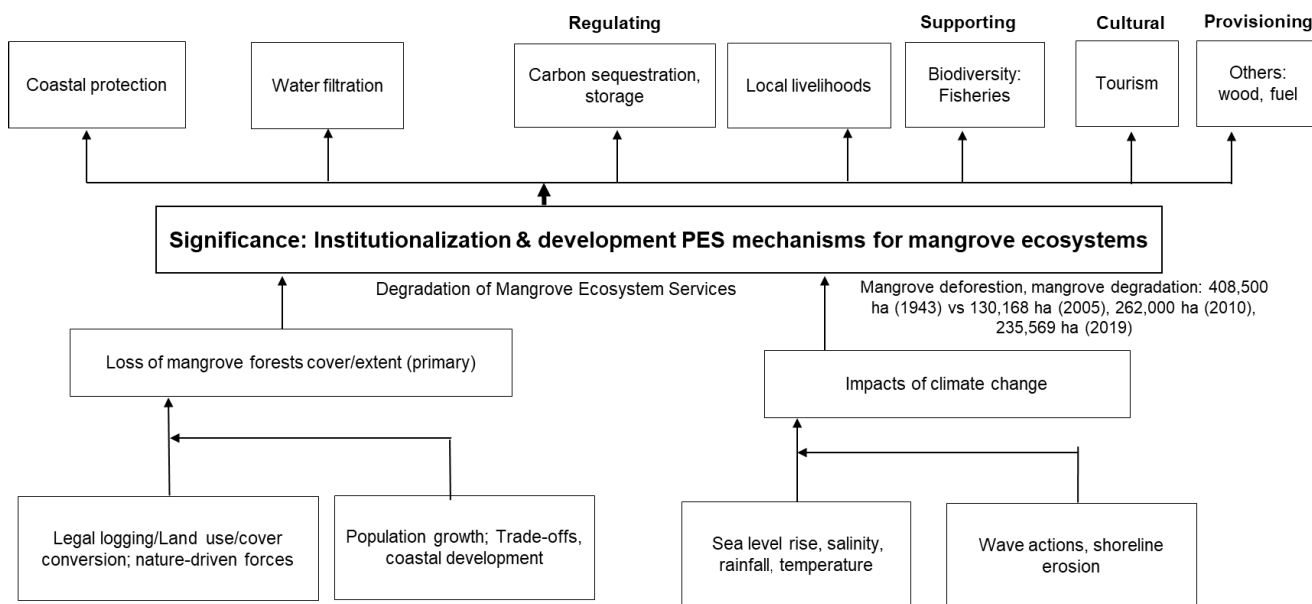 Regulating
Supporting
Cultural
Provisioning
Coastal protection
Water filtration
Carbon sequestration,
storage
Local livelihoods
Biodiversity:
Fisheries
Tourism
Others:
wood, fuel
Significance: Institutionalization & development PES mechanisms for mangrove ecosystems
Degradation of Mangrove Ecosystem Services
Mangrove deforestion, mangrove degradation: 408,500
ha (1943) vs 130,168 ha (2005), 262,000 ha (2010),
235,569 ha (2019)
Loss of mangrove forests cover/extent (primary)
Impacts of climate change
Legal logging/Land use/cover
conversion; nature-driven forces
Population growth; Trade-offs,
coastal development
Sea level rise, salinity,
rainfall, temperature
Wave actions, shoreline
erosion